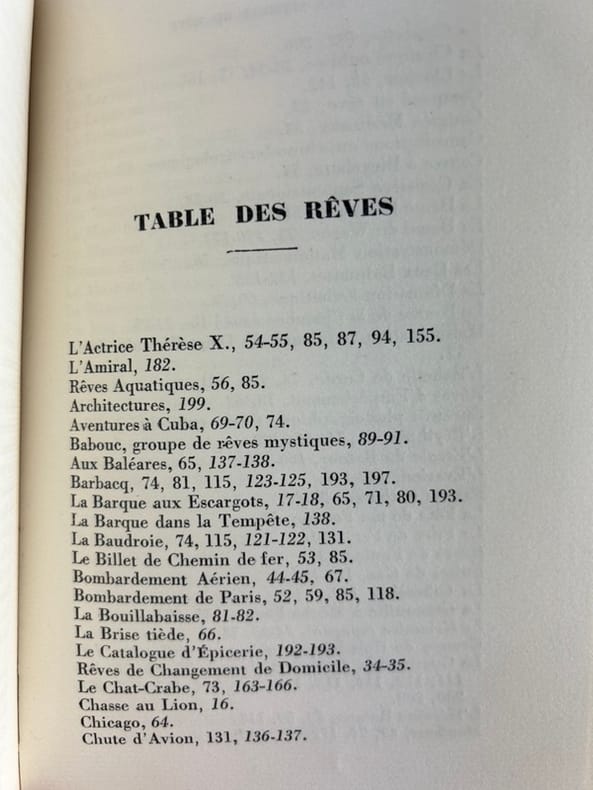 TABLE DES RÊVES
L'Actrice Thérèse X., 54-55, 85, 87, 94, 155.
L'Amiral, 182.
Rêves Aquatiques, 56, 85.
Architectures, 199.
Aventures à Cuba, 69-70, 74.
Babouc, groupe de rêves mystiques, 89-91.
Aux Baléares, 65, 137-138.
Barbacq, 74, 81, 115, 123-125, 193, 197.
La Barque aux Escargots, 17-18, 65, 71, 80, 193.
La Barque dans la Tempête, 138.
La Baudroie, 74, 115, 121-122, 131.
Le Billet de Chemin de fer, 53, 85.
Bombardement Aérien, 44-45, 67.
Bombardement de Paris, 52, 59, 85, 118.
La Bouillabaisse, 81-82.
La Brise tiède, 66.
Le Catalogue d'Épicerie, 192-193.
Rêves de Changement de Domicile, 34-35.
Le Chat-Crabe, 73, 163-166.
Chasse au Lion, 16.
Chicago, 64.
Chute d'Avion, 131, 136-137.